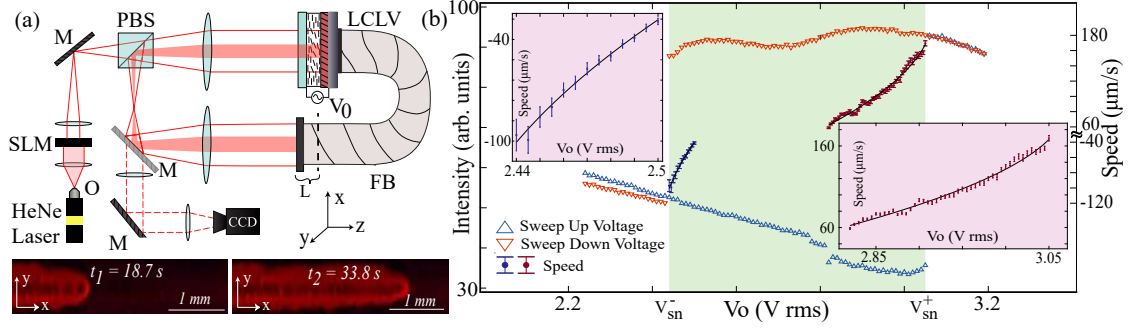 (a)
M
PBS
LCLV
V0
SLM
M
FB
O
L
HeNe
Laser
M
CCD
x
y
z
y
t1 = 18.7 s
x
1 mm
y
t2 = 33.8 s
x
1 mm
(b)
100
Intensity (arb. units)
30
-40
-100
Speed (μm/s)
Vo (V rms)
2.44
2.5
180
60
≈
-40
-120
Speed (μm/s)
160
60
Speed (μm/s)
Vo (V rms)
2.85
3.05
Sweep Up Voltage
Sweep Down Voltage
Speed
2.2
V-sn
Vo (V rms)
V+sn
3.2